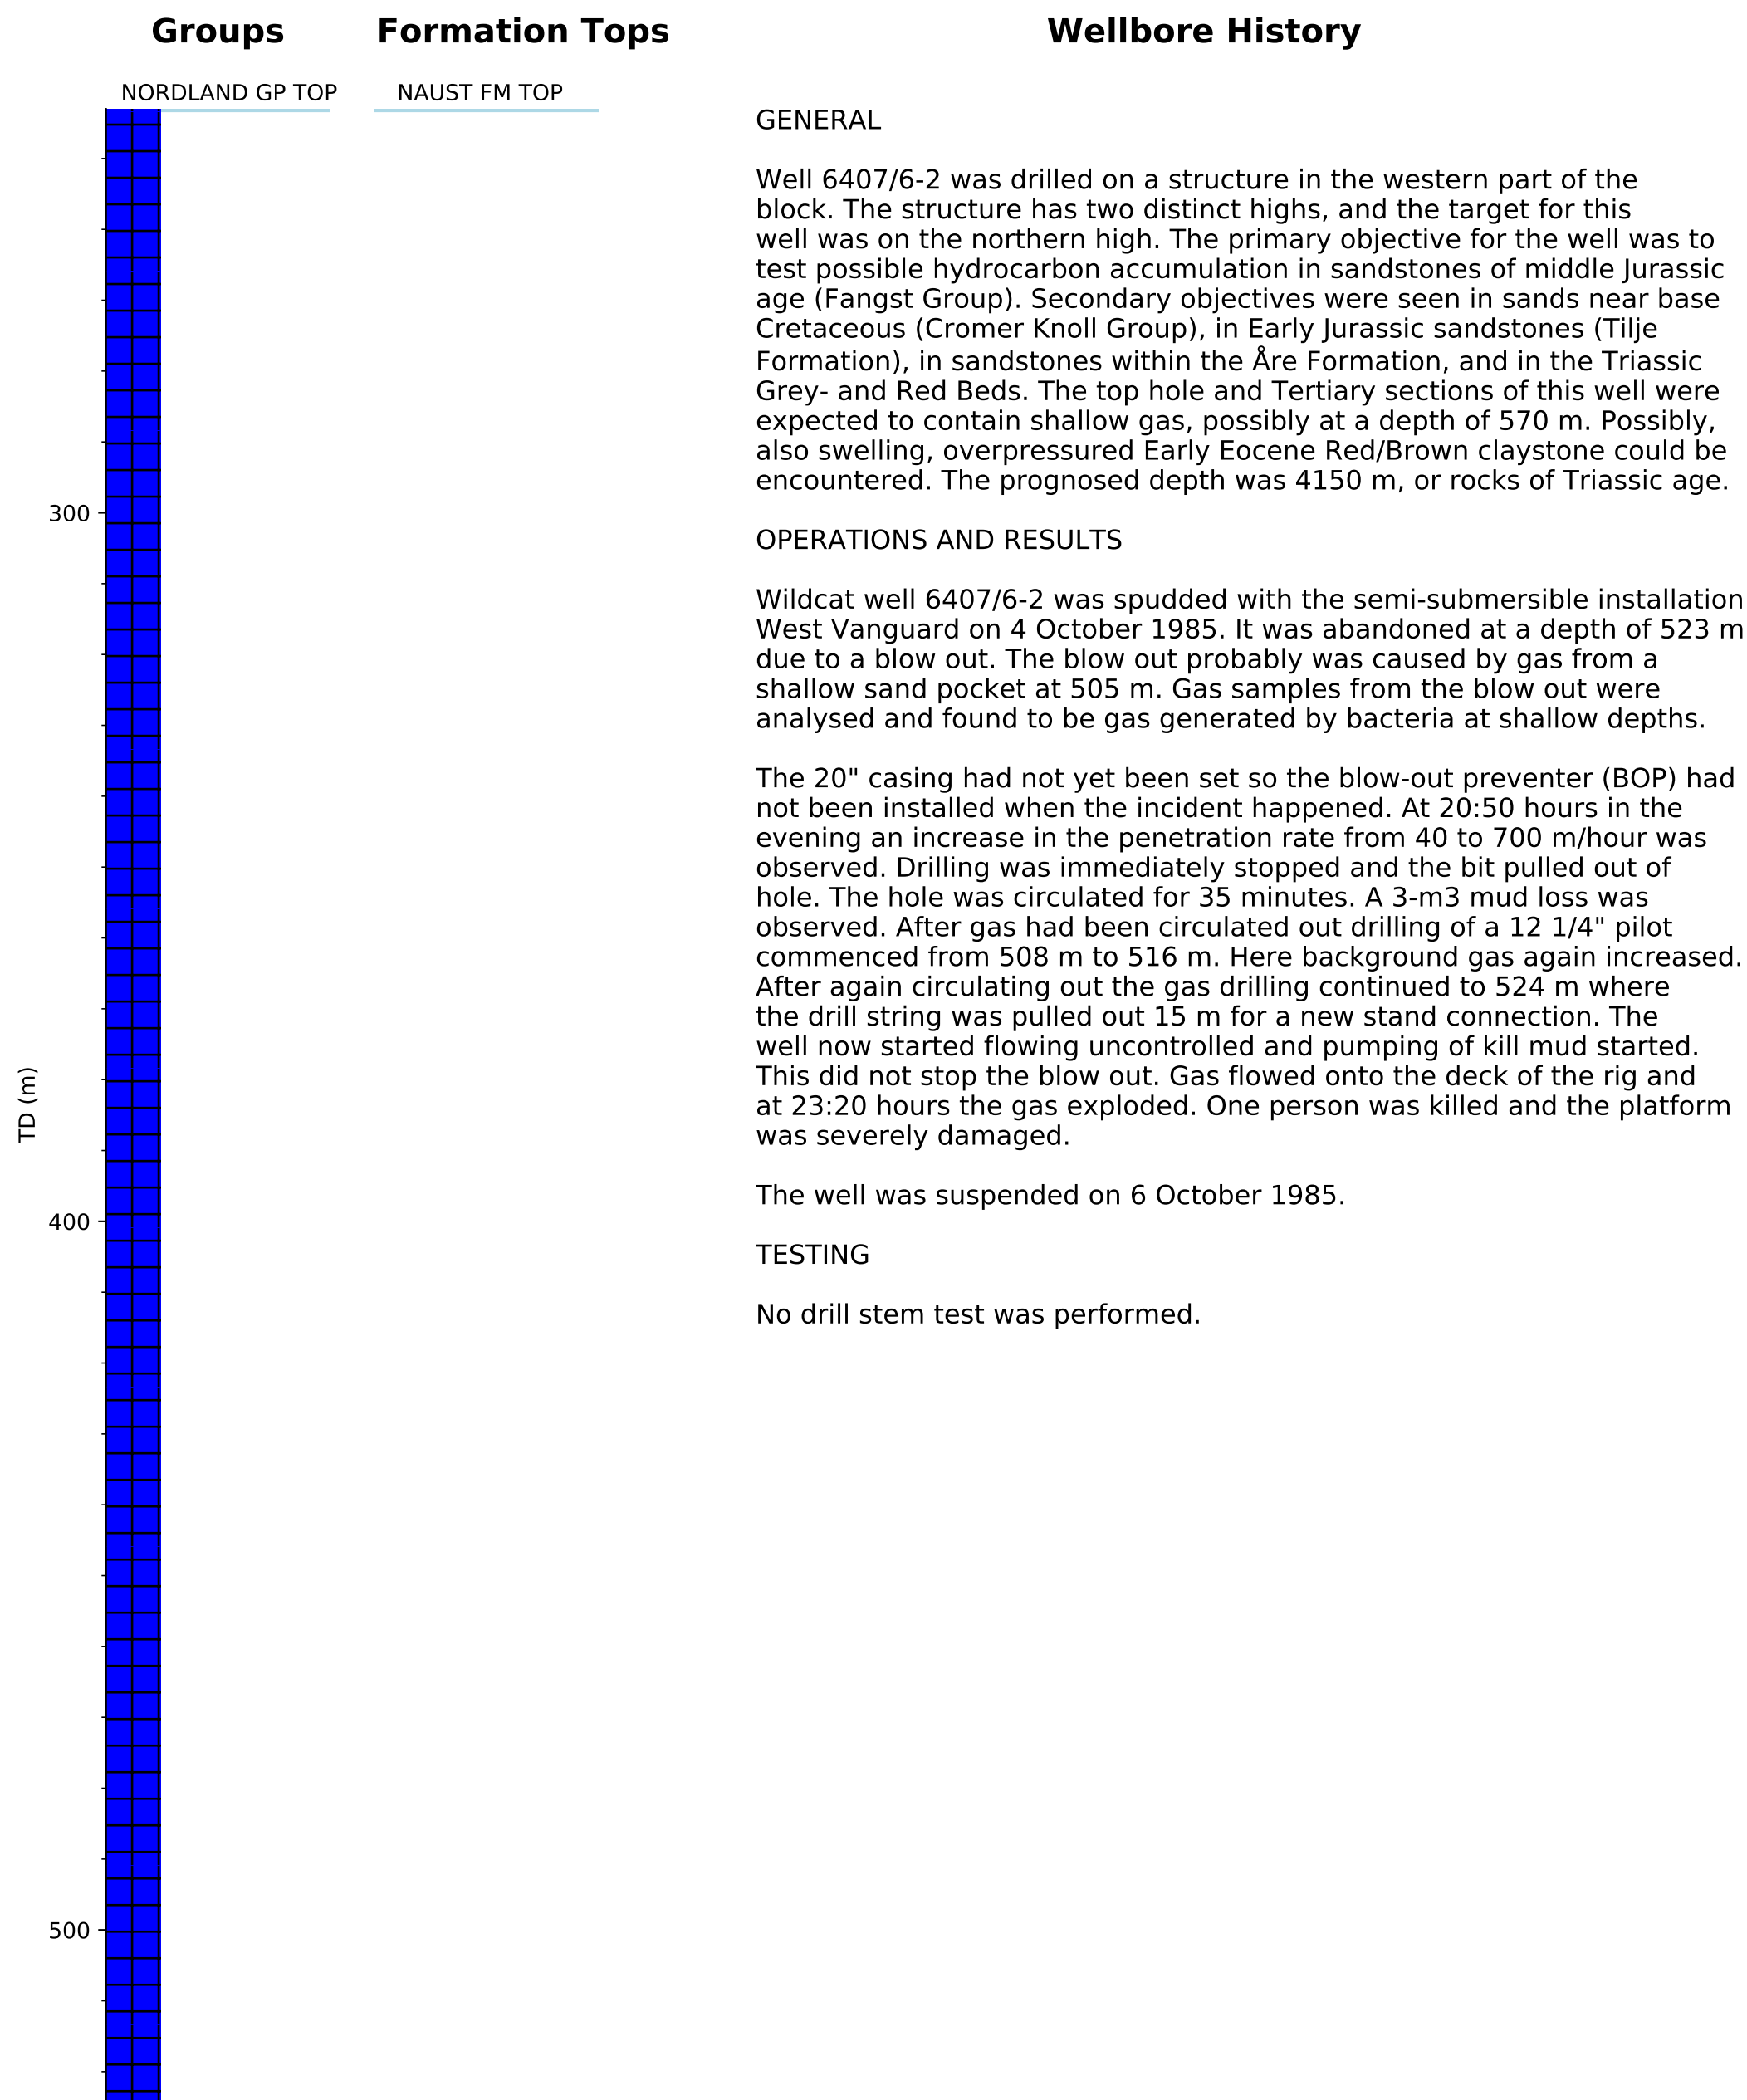 Groups
Formation Tops
Wellbore History
NORDLAND GP TOP
NAUST FM TOP
GENERAL
Well 6407/6-2 was drilled on a structure in the western part of the
block. The structure has two distinct highs, and the target for this
well was on the northern high. The primary objective for the well was to
test possible hydrocarbon accumulation in sandstones of middle Jurassic
age (Fangst Group). Secondary objectives were seen in sands near base
Cretaceous (Cromer Knoll Group), in Early Jurassic sandstones (Tilje
Formation), in sandstones within the Åre Formation, and in the Triassic
Grey- and Red Beds. The top hole and Tertiary sections of this well were
expected to contain shallow gas, possibly at a depth of 570 m. Possibly,
also swelling, overpressured Early Eocene Red/Brown claystone could be
encountered. The prognosed depth was 4150 m, or rocks of Triassic age.
OPERATIONS AND RESULTS
Wildcat well 6407/6-2 was spudded with the semi-submersible installation
West Vanguard on 4 October 1985. It was abandoned at a depth of 523 m
due to a blow out. The blow out probably was caused by gas from a
shallow sand pocket at 505 m. Gas samples from the blow out were
analysed and found to be gas generated by bacteria at shallow depths.
The 20" casing had not yet been set so the blow-out preventer (BOP) had
not been installed when the incident happened. At 20:50 hours in the
evening an increase in the penetration rate from 40 to 700 m/hour was
observed. Drilling was immediately stopped and the bit pulled out of
hole. The hole was circulated for 35 minutes. A 3-m3 mud loss was
observed. After gas had been circulated out drilling of a 12 1/4" pilot
commenced from 508 m to 516 m. Here background gas again increased.
After again circulating out the gas drilling continued to 524 m where
the drill string was pulled out 15 m for a new stand connection. The
well now started flowing uncontrolled and pumping of kill mud started.
This did not stop the blow out. Gas flowed onto the deck of the rig and
at 23:20 hours the gas exploded. One person was killed and the platform
was severely damaged.
The well was suspended on 6 October 1985.
TESTING
No drill stem test was performed.
300
400
500
TD (m)